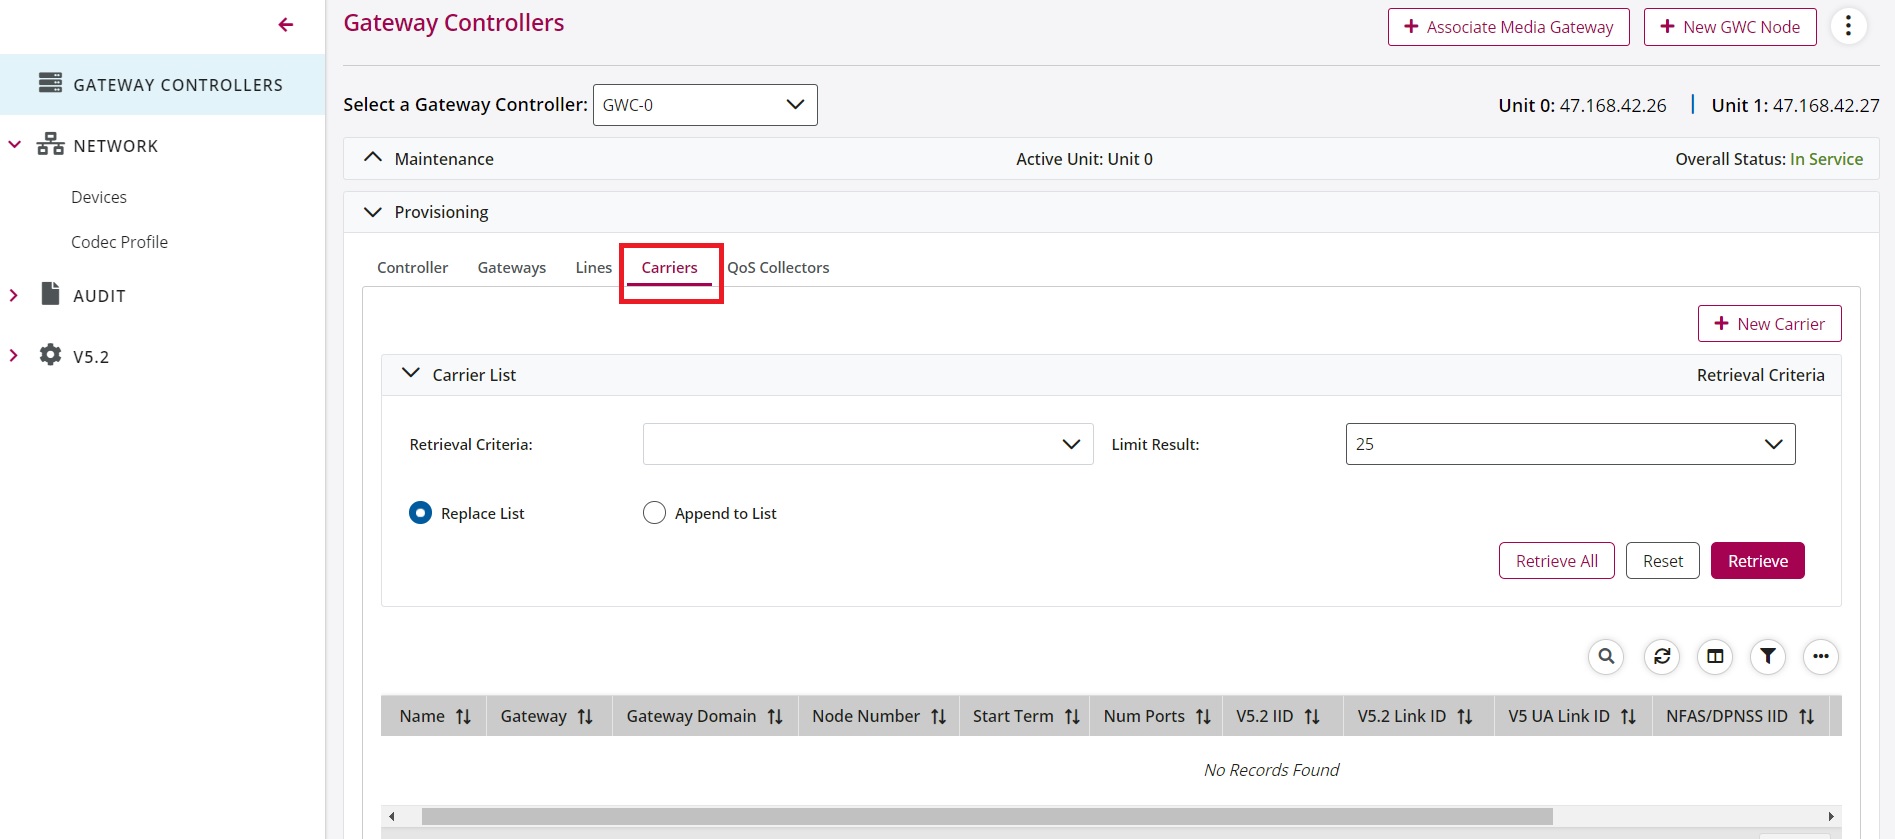 Gateway Controllers
Associate Media Gateway
New GWC Node
GATEWAY CONTROLLERS
Select a Gateway Controller: GWC-0
Unit 0: 47.168.42.26 | Unit 1: 47.168.42.27
NETWORK
Maintenance Active Unit: Unit 0 Overall Status: In Service
Devices
Provisioning
Codec Profile
Controller Gateways Lines Carriers QoS Collectors
AUDIT
New Carrier
V5.2
Carrier List Retrieval Criteria
Retrieval Criteria: Limit Result: 25
Replace List Append to List
Retrieve All Reset Retrieve
Name Gateway Gateway Domain Node Number Start Term Num Ports V5.2 IID V5.2 Link ID V5 UA Link ID NFAS/DPNSS IID
No Records Found